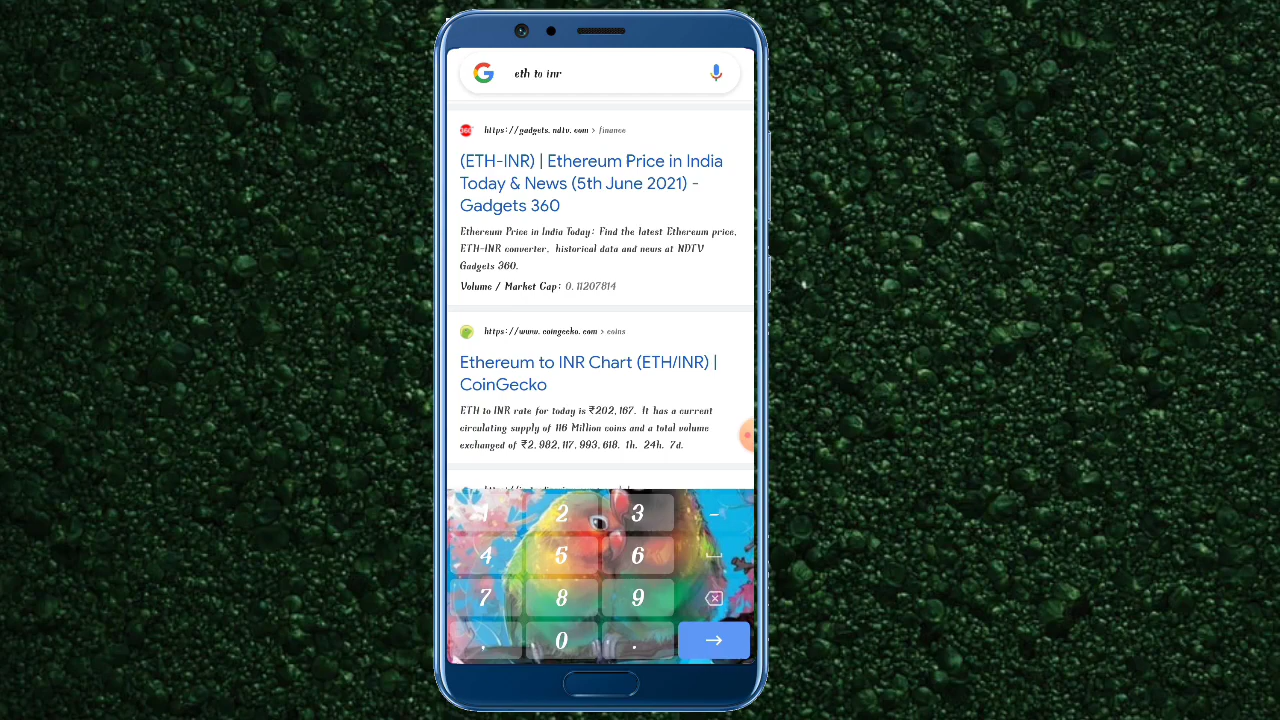 eth to inr
https://gadgets.ndtv.com › finance
(ETH-INR) | Ethereum Price in India
Today & News (5th June 2021) -
Gadgets 360
Ethereum Price in India Today: Find the latest Ethereum price,
ETH-INR converter, historical data and news at NDTV
Gadgets 360.
Volume / Market Cap: 0.11207814
https://www.coingecko.com › coins
Ethereum to INR Chart (ETH/INR) |
CoinGecko
ETH to INR rate for today is ₹202,167. It has a current
circulating supply of 116 Million coins and a total volume
exchanged of ₹2,982,117,993,618. 1h. 24h. 7d.
1 2 3 -
4 5 6
7 8 9
, 0 .